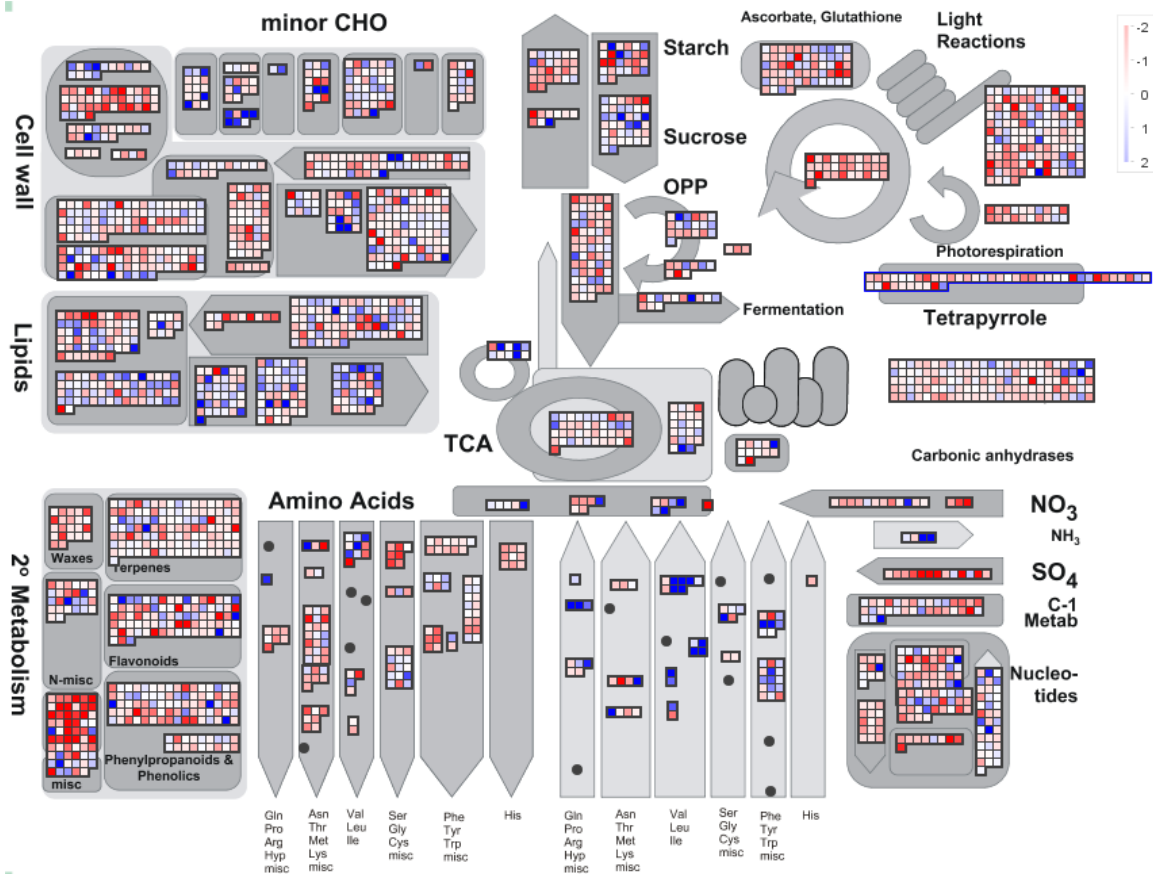 minor CHO
Ascorbate, Glutathione
Light
Reactions
-2
-1
0
1
2
Starch
Sucrose
Cell wall
OPP
Photorespiration
Fermentation
Tetrapyrrole
Lipids
TCA
Carbonic anhydrases
Amino Acids
NO3
NH3
SO4
C-1
Metab
Nucleo-
tides
2º Metabolism
Waxes
Terpenes
N-misc
Flavonoids
misc
Phenylpropanoids &
Phenolics
Gln
Pro
Arg
Hyp
misc
Asn
Thr
Met
Lys
misc
Val
Leu
Ile
Ser
Gly
Cys
misc
Phe
Tyr
Trp
misc
His
Gln
Pro
Arg
Hyp
misc
Asn
Thr
Met
Lys
misc
Val
Leu
Ile
Ser
Gly
Cys
misc
Phe
Tyr
Trp
misc
His